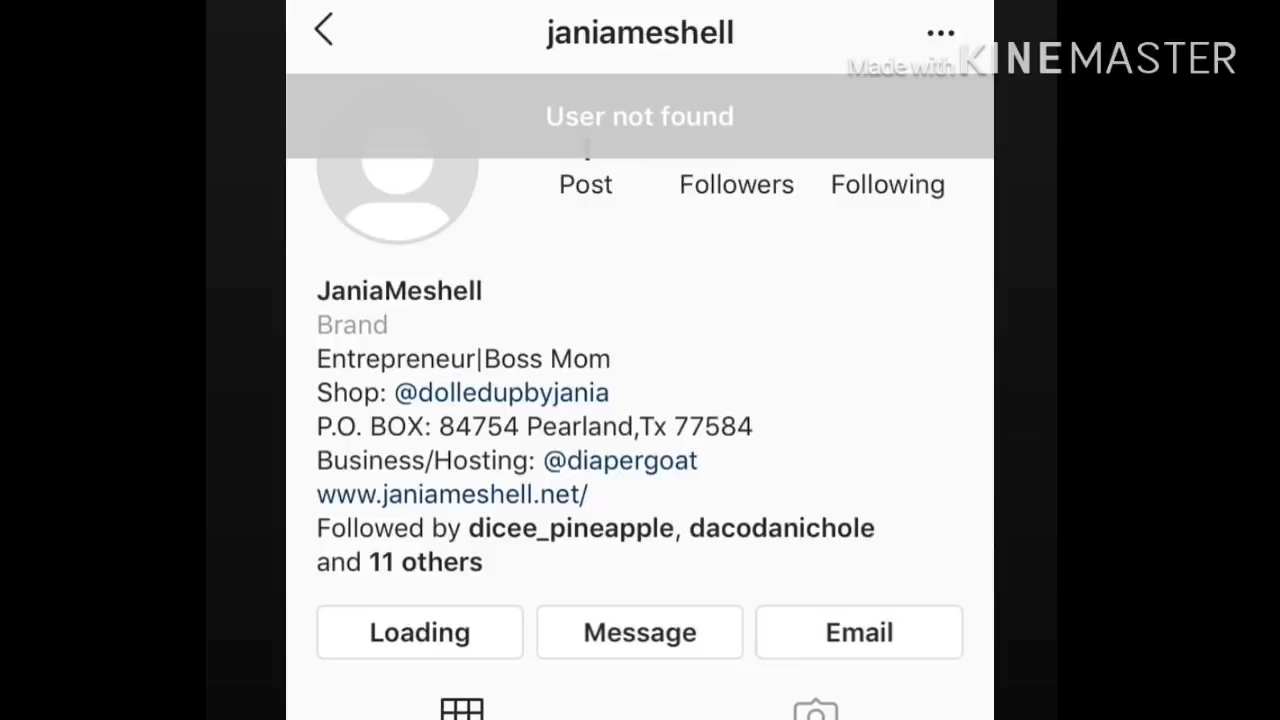 janiameshell
Made with KINEMASTER
User not found
1
Post Followers Following
JaniaMeshell
Brand
Entrepreneur|Boss Mom
Shop: @dolledupbyjania
P.O. BOX: 84754 Pearland,Tx 77584
Business/Hosting: @diapergoat
www.janiameshell.net/
Followed by dicee_pineapple, dacodanichole
and 11 others
Loading Message Email